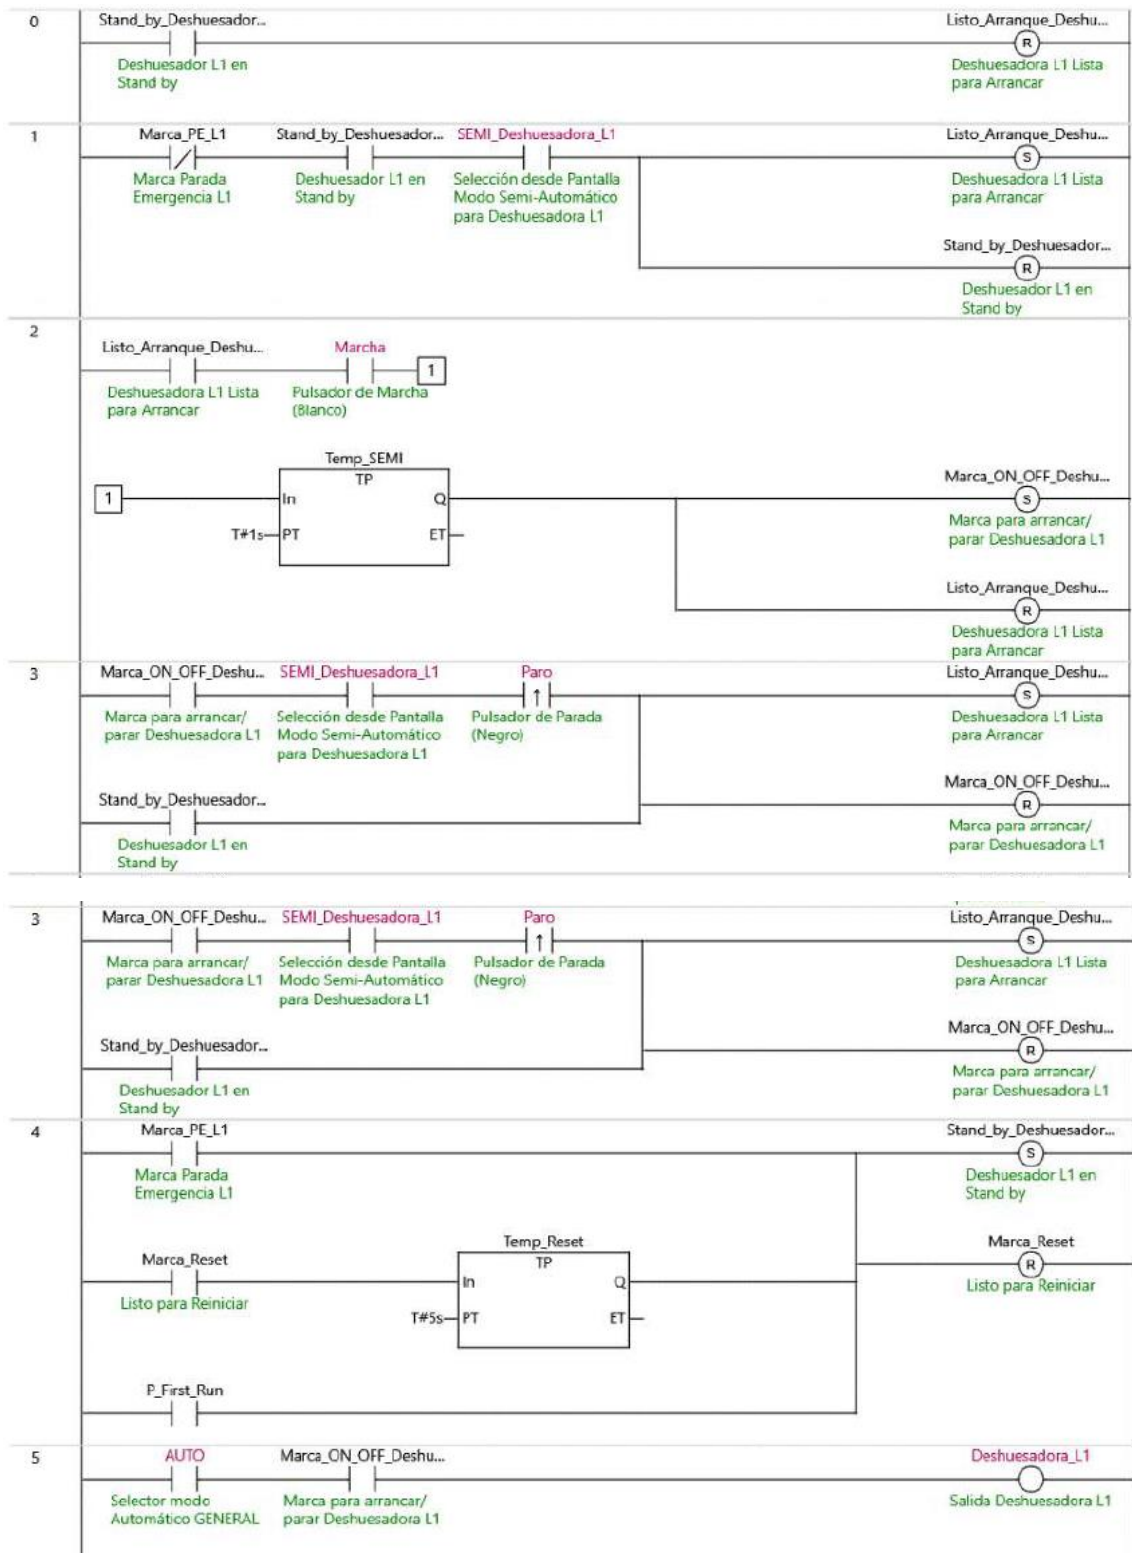 0
Stand_by_Deshuesador...
Listo_Arranque_Deshu...
R
Deshuesador L1 en
Stand by
Deshuesadora L1 Lista
para Arrancar
1
Marca_PE_L1
Stand_by_Deshuesador...
SEMI_Deshuesadora_L1
Listo_Arranque_Deshu...
S
Marca Parada
Emergencia L1
Deshuesador L1 en
Stand by
Selección desde Pantalla
Modo Semi-Automático
para Deshuesadora L1
Deshuesadora L1 Lista
para Arrancar
Stand_by_Deshuesador...
R
Deshuesador L1 en
Stand by
2
Listo_Arranque_Deshu...
Marcha
1
Deshuesadora L1 Lista
para Arrancar
Pulsador de Marcha
(Blanco)
Temp_SEMI
TP
1
In
Q
T#1s
PT
ET
Marca_ON_OFF_Deshu...
S
Marca para arrancar/
parar Deshuesadora L1
Listo_Arranque_Deshu...
R
Deshuesadora L1 Lista
para Arrancar
3
Marca_ON_OFF_Deshu...
SEMI_Deshuesadora_L1
Paro
Listo_Arranque_Deshu...
S
Marca para arrancar/
parar Deshuesadora L1
Selección desde Pantalla
Modo Semi-Automático
para Deshuesadora L1
Pulsador de Parada
(Negro)
Deshuesadora L1 Lista
para Arrancar
Stand_by_Deshuesador...
Deshuesador L1 en
Stand by
Marca_ON_OFF_Deshu...
R
Marca para arrancar/
parar Deshuesadora L1
3
Marca_ON_OFF_Deshu...
SEMI_Deshuesadora_L1
Paro
Listo_Arranque_Deshu...
S
Marca para arrancar/
parar Deshuesadora L1
Selección desde Pantalla
Modo Semi-Automático
para Deshuesadora L1
Pulsador de Parada
(Negro)
Deshuesadora L1 Lista
para Arrancar
Stand_by_Deshuesador...
Deshuesador L1 en
Stand by
Marca_ON_OFF_Deshu...
R
Marca para arrancar/
parar Deshuesadora L1
4
Marca_PE_L1
Stand_by_Deshuesador...
S
Marca Parada
Emergencia L1
Deshuesador L1 en
Stand by
Marca_Reset
Listo para Reiniciar
Temp_Reset
TP
In
Q
T#5s
PT
ET
Marca_Reset
R
Listo para Reiniciar
P_First_Run
5
AUTO
Marca_ON_OFF_Deshu...
Deshuesadora_L1
Selector modo
Automático GENERAL
Marca para arrancar/
parar Deshuesadora L1
Salida Deshuesadora L1